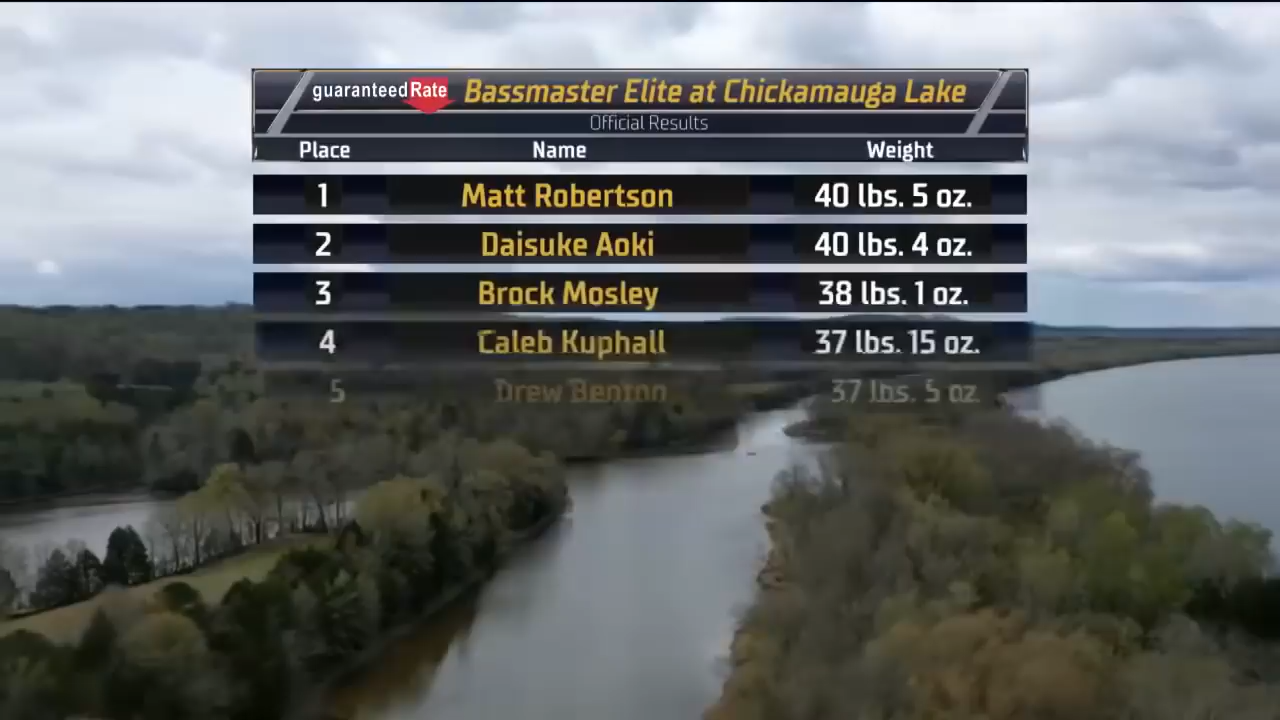 guaranteed Rate Bassmaster Elite at Chickamauga Lake
Official Results
Place Name Weight
1 Matt Robertson 40 lbs. 5 oz.
2 Daisuke Aoki 40 lbs. 4 oz.
3 Brock Mosley 38 lbs. 1 oz.
4 Caleb Kuphall 37 lbs. 15 oz.
5 Drew Benton 37 lbs. 5 oz.